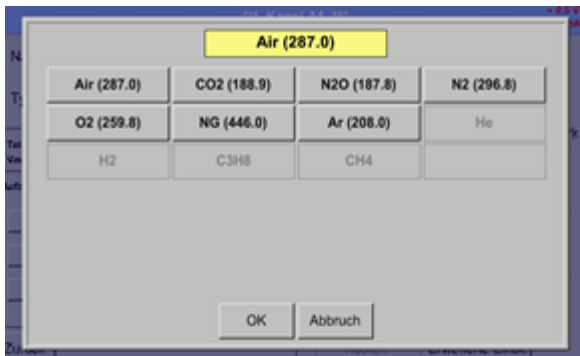 Air (287.0)
Air (287.0) CO2 (188.9) N2O (187.8) N2 (296.8)
O2 (259.8) NG (446.0) Ar (208.0) He
H2 C3H8 CH4
OK Abbruch